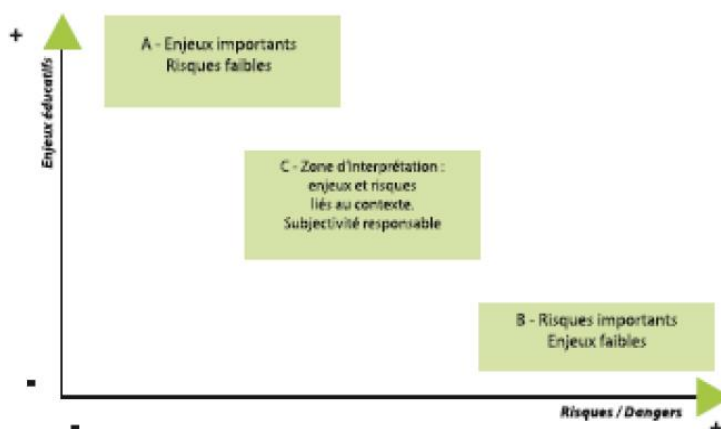 +
Enjeux éducatifs
A - Enjeux importants
Risques faibles
C - Zone d'interprétation :
enjeux et risques
liés au contexte.
Subjectivité responsable
B - Risques importants
Enjeux faibles
-
Risques / Dangers
-
+